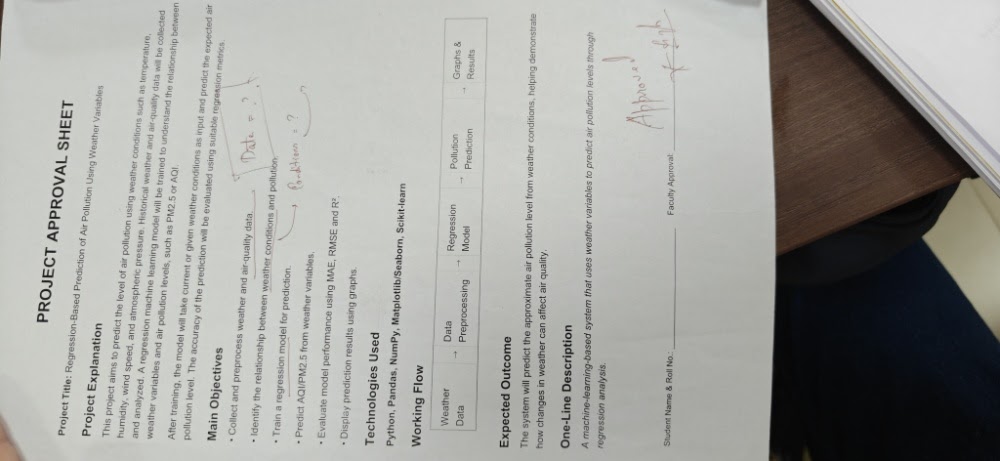 PROJECT APPROVAL SHEET
Project Title: Regression-Based Prediction of Air Pollution Using Weather Variables
Project Explanation
This project aims to predict the level of air pollution using weather conditions such as temperature,
humidity, wind speed, and atmospheric pressure. Historical weather and air-quality data will be collected
and analyzed. A regression machine learning model will be trained to understand the relationship between
weather variables and air pollution levels, such as PM2.5 or AQI.
After training, the model will take current or given weather conditions as input and predict the expected air
pollution level. The accuracy of the prediction will be evaluated using suitable regression metrics.
Main Objectives
• Collect and preprocess weather and air-quality data. Date = ?
• Identify the relationship between weather conditions and pollution.
• Train a regression model for prediction. → Condition = ?
• Predict AQI/PM2.5 from weather variables.
• Evaluate model performance using MAE, RMSE and R².
• Display prediction results using graphs.
Technologies Used
Python, Pandas, NumPy, Matplotlib/Seaborn, Scikit-learn
Working Flow
Weather Data → Data Preprocessing → Regression Model → Pollution Prediction → Graphs & Results
Expected Outcome
The system will predict the approximate air pollution level from weather conditions, helping demonstrate
how changes in weather can affect air quality.
One-Line Description
A machine-learning-based system that uses weather variables to predict air pollution levels through
regression analysis.
Approved
Student Name & Roll No.: Faculty Approval: